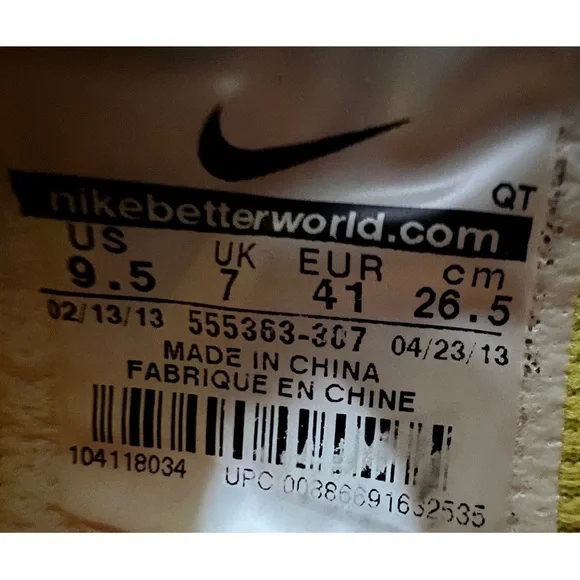 QT
nikebetterworld.com
US UK EUR cm
9.5 7 41 26.5
02/13/13 555363-307 04/23/13
MADE IN CHINA
FABRIQUE EN CHINE
104118034 UPC